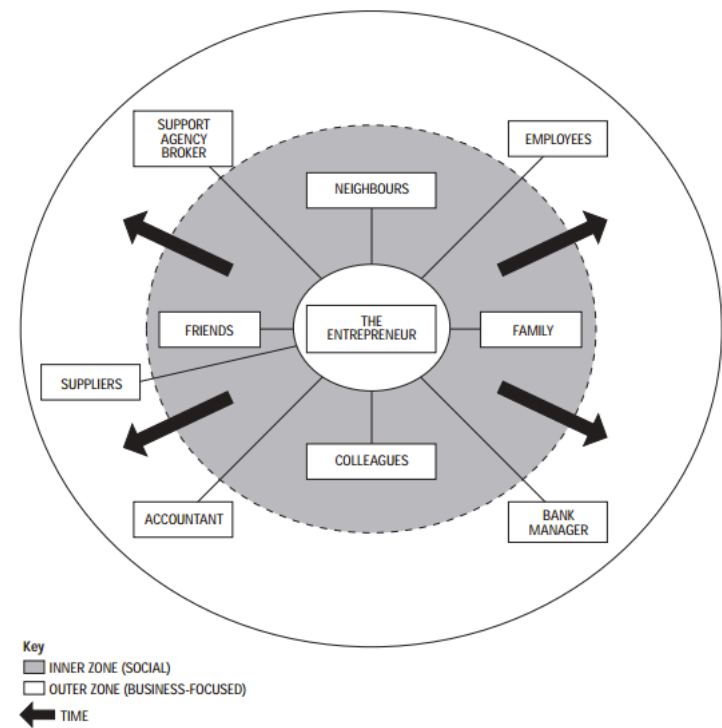 SUPPORT
AGENCY
BROKER
EMPLOYEES
NEIGHBOURS
FRIENDS
THE
ENTREPRENEUR
FAMILY
SUPPLIERS
COLLEAGUES
ACCOUNTANT
BANK
MANAGER
Key
INNER ZONE (SOCIAL)
OUTER ZONE (BUSINESS-FOCUSED)
TIME